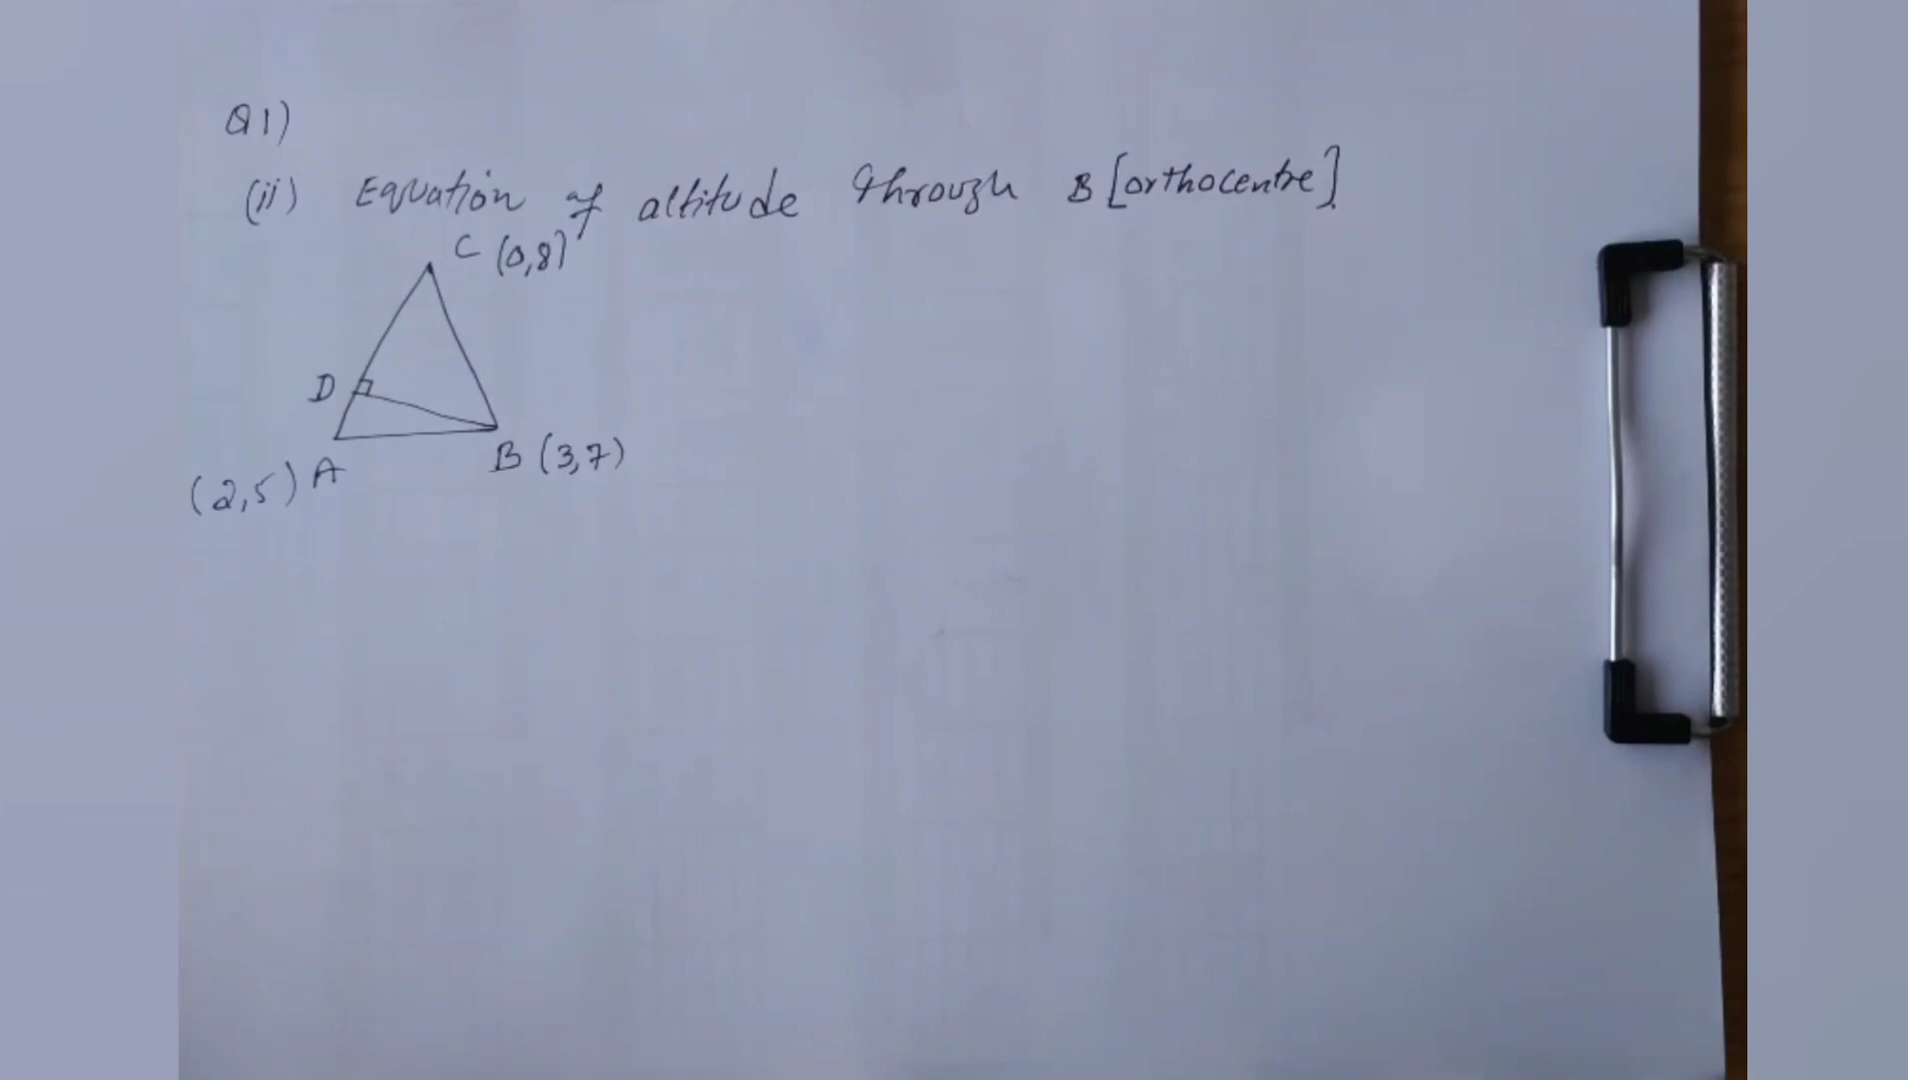 Q1)
(ii) Equation of altitude through B [orthocentre]
C (0,8)
D
B (3,7)
(2,5) A